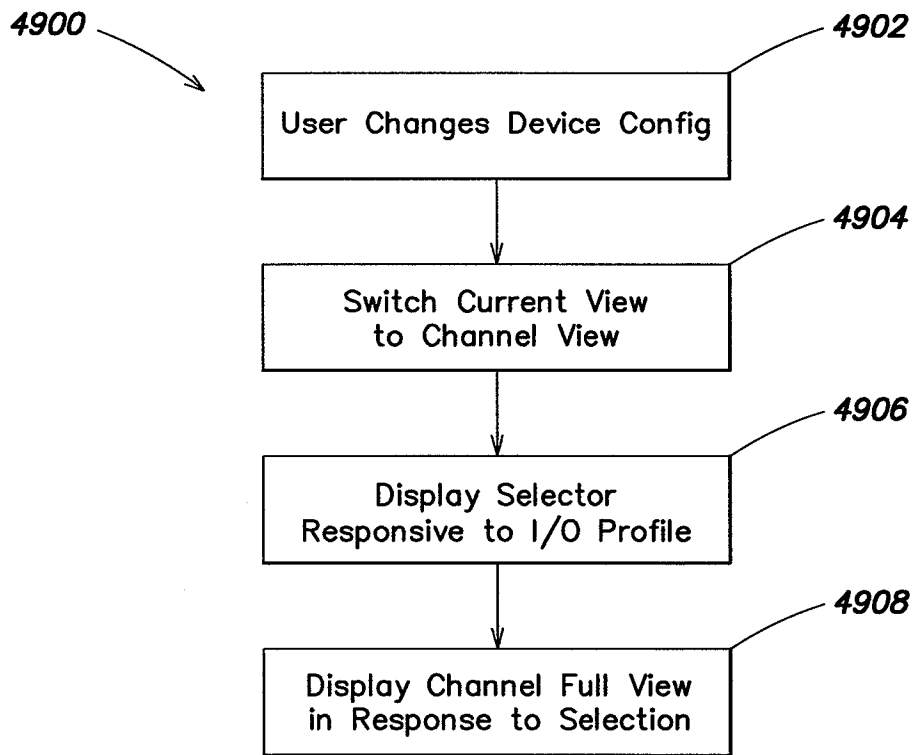 4900
4902
User Changes Device Config
4904
Switch Current View
to Channel View
4906
Display Selector
Responsive to I/O Profile
4908
Display Channel Full View
in Response to Selection